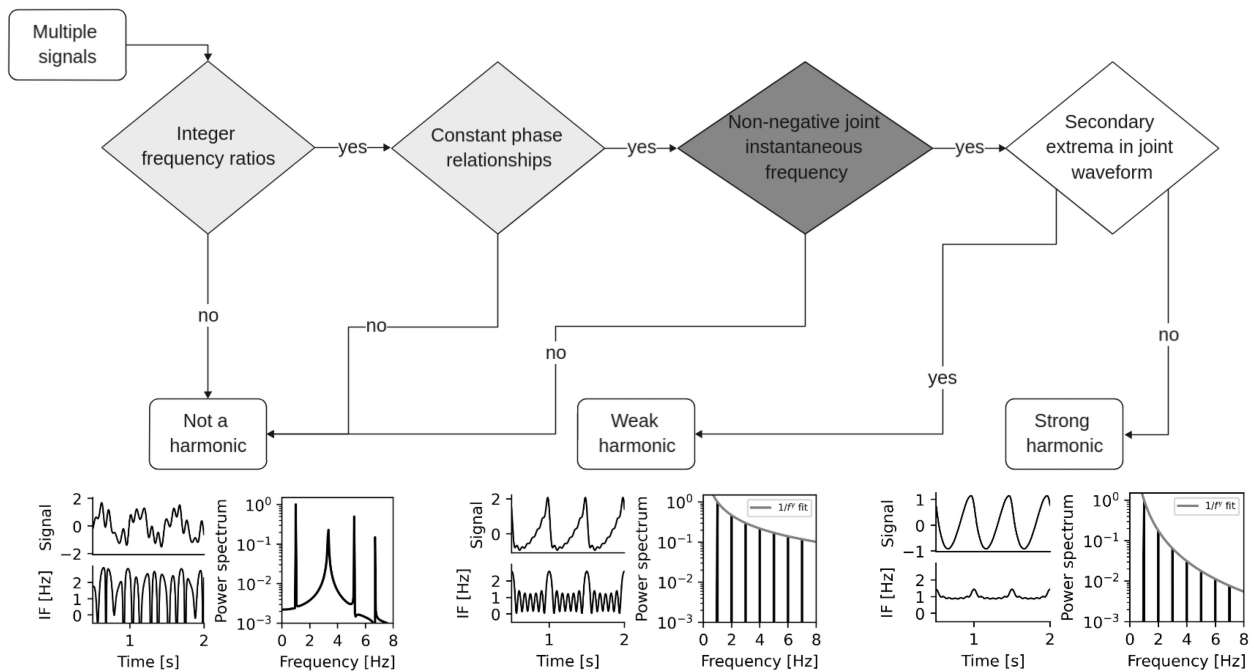 Multiple
signals
Integer
frequency ratios
yes
Constant phase
relationships
yes
Non-negative joint
instantaneous
frequency
yes
Secondary
extrema in joint
waveform
no
no
no
yes
no
Not a
harmonic
Weak
harmonic
Strong
harmonic
Signal
2
0
−2
IF [Hz]
2
1
0
1
2
Time [s]
Power spectrum
10⁰
10⁻¹
10⁻²
10⁻³
0 2 4 6 8
Frequency [Hz]
Signal
2
0
IF [Hz]
2
1
0
1
2
Time [s]
Power spectrum
10⁰
10⁻¹
10⁻²
10⁻³
1/fᵞ fit
0 2 4 6 8
Frequency [Hz]
Signal
1
0
−1
IF [Hz]
2
1
0
1
2
Time [s]
Power spectrum
10⁰
10⁻¹
10⁻²
10⁻³
1/fᵞ fit
0 2 4 6 8
Frequency [Hz]